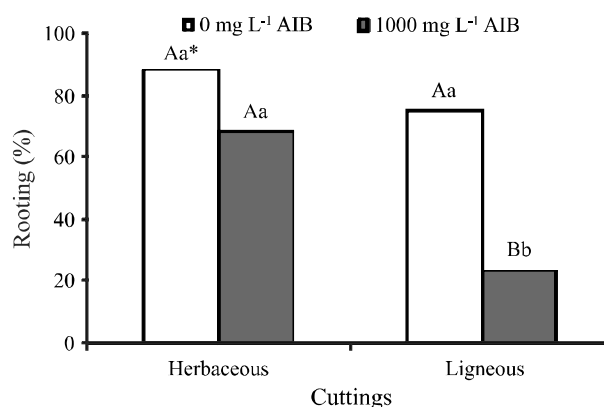 0 mg L⁻¹ AIB 1000 mg L⁻¹ AIB
100
80
60
40
20
0
Rooting (%)
Aa*
Aa
Aa
Bb
Herbaceous Ligneous
Cuttings